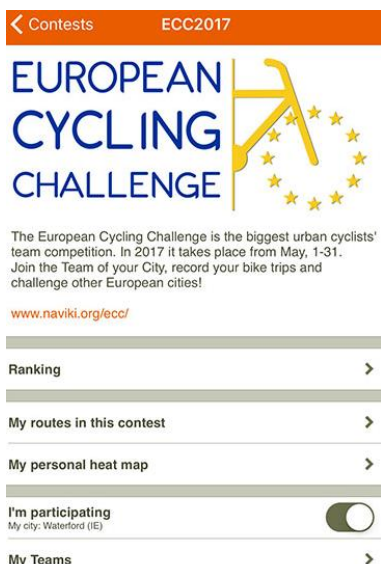 Contests ECC2017
EUROPEAN
CYCLING
CHALLENGE
The European Cycling Challenge is the biggest urban cyclists'
team competition. In 2017 it takes place from May, 1-31.
Join the Team of your City, record your bike trips and
challenge other European cities!
www.naviki.org/ecc/
Ranking
My routes in this contest
My personal heat map
I'm participating
My city: Waterford (IE)
My Teams